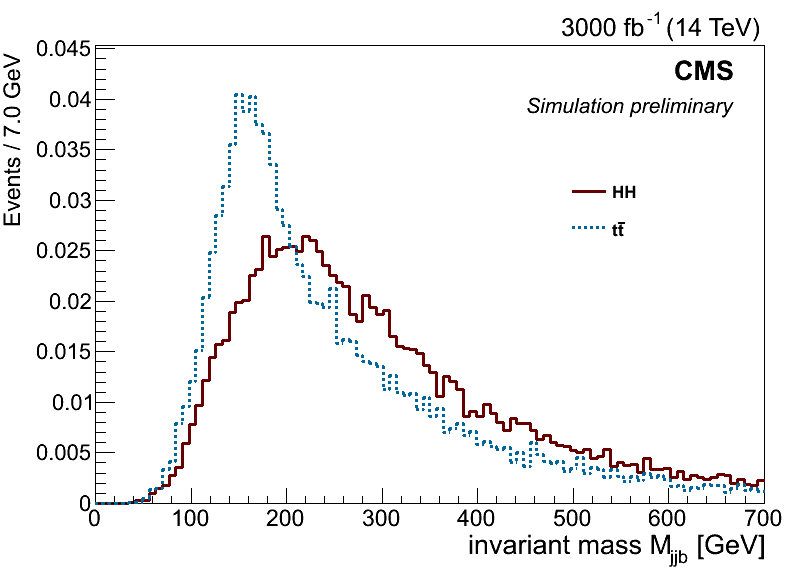 3000 fb⁻¹ (14 TeV)
CMS
Simulation preliminary
HH
tt̄
Events / 7.0 GeV
0.045
0.04
0.035
0.03
0.025
0.02
0.015
0.01
0.005
0
0 100 200 300 400 500 600 700
invariant mass M_jjb [GeV]